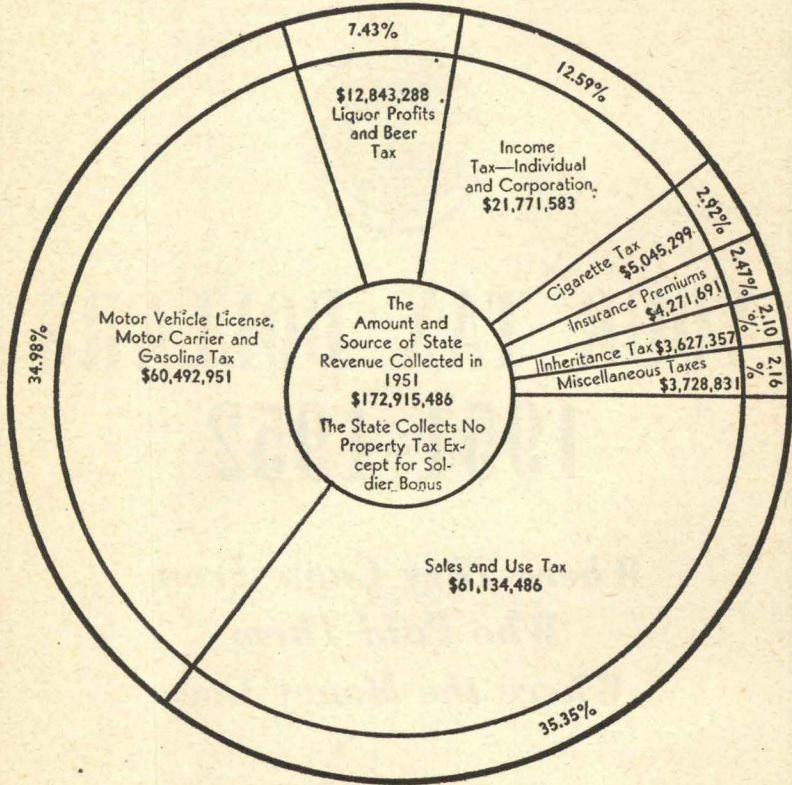 7.43%
$12,843,288
Liquor Profits
and Beer
Tax
12.59%
Income
Tax—Individual
and Corporation
$21,771,583
2.92%
Cigarette Tax
$5,045,299
2.47%
Insurance Premiums
$4,271,691
2.10
%
Inheritance Tax $3,627,357
2.16
%
Miscellaneous Taxes
$3,728,831
34.98%
Motor Vehicle License,
Motor Carrier and
Gasoline Tax
$60,492,951
The
Amount and
Source of State
Revenue Collected in
1951
$172,915,486
The State Collects No
Property Tax Ex-
cept for Sol-
dier Bonus
Sales and Use Tax
$61,134,486
35.35%